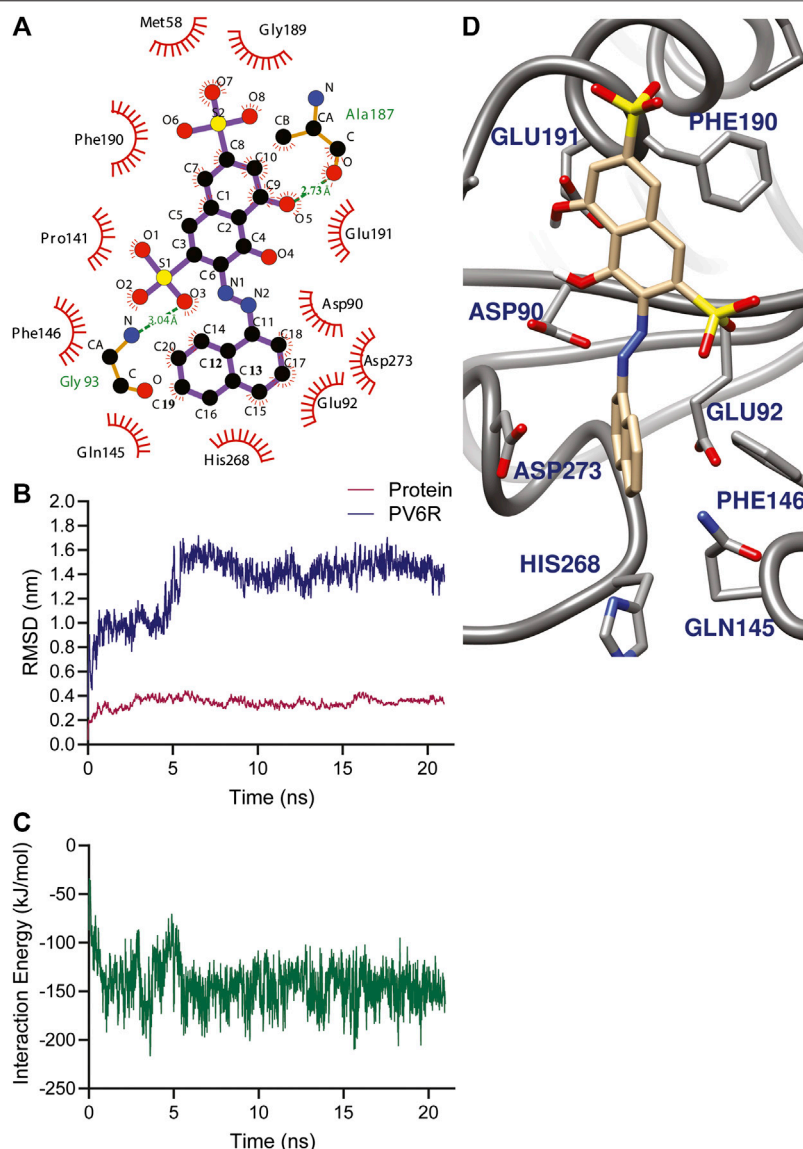 A
Met58
Gly189
O7
O8
O6
S2
N
Ala187
CB
CA
C
O
Phe190
C8
C10
C7
C9
2.73Å
O5
C1
C5
C2
Glu191
O1
C3
C4
Pro141
S1
C6
O4
O2
O3
N1
N2
Asp90
N
3.04Å
C11
Phe146
C14
C18
CA
C20
C12
C13
C17
Asp273
Gly 93
C
O
C19
C16
C15
Glu92
Gln145
His268
D
GLU191
PHE190
ASP90
GLU92
ASP273
PHE146
HIS268
GLN145
B
Protein
PV6R
RMSD (nm)
2.0
1.8
1.6
1.4
1.2
1.0
0.8
0.6
0.4
0.2
0.0
0 5 10 15 20
Time (ns)
C
Interaction Energy (kJ/mol)
0
-50
-100
-150
-200
-250
0 5 10 15 20
Time (ns)